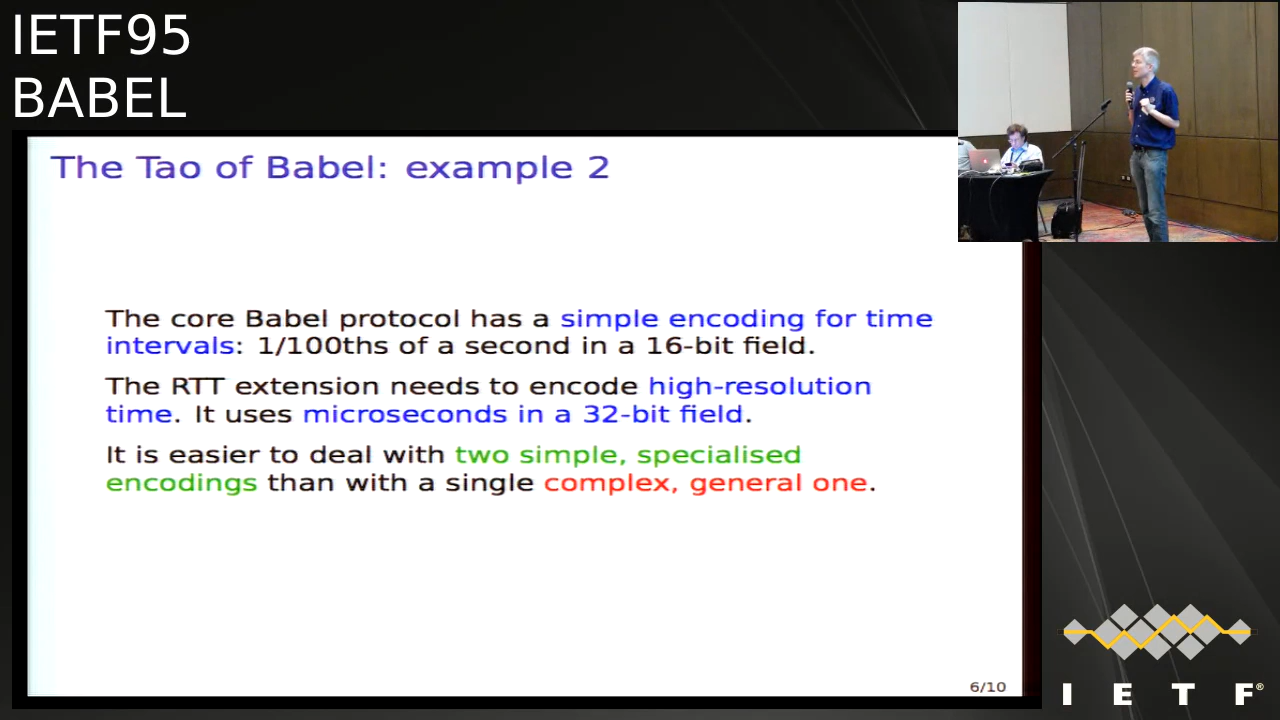 IETF95
BABEL
The Tao of Babel: example 2
The core Babel protocol has a simple encoding for time
intervals: 1/100ths of a second in a 16-bit field.
The RTT extension needs to encode high-resolution
time. It uses microseconds in a 32-bit field.
It is easier to deal with two simple, specialised
encodings than with a single complex, general one.
6/10
I E T F®